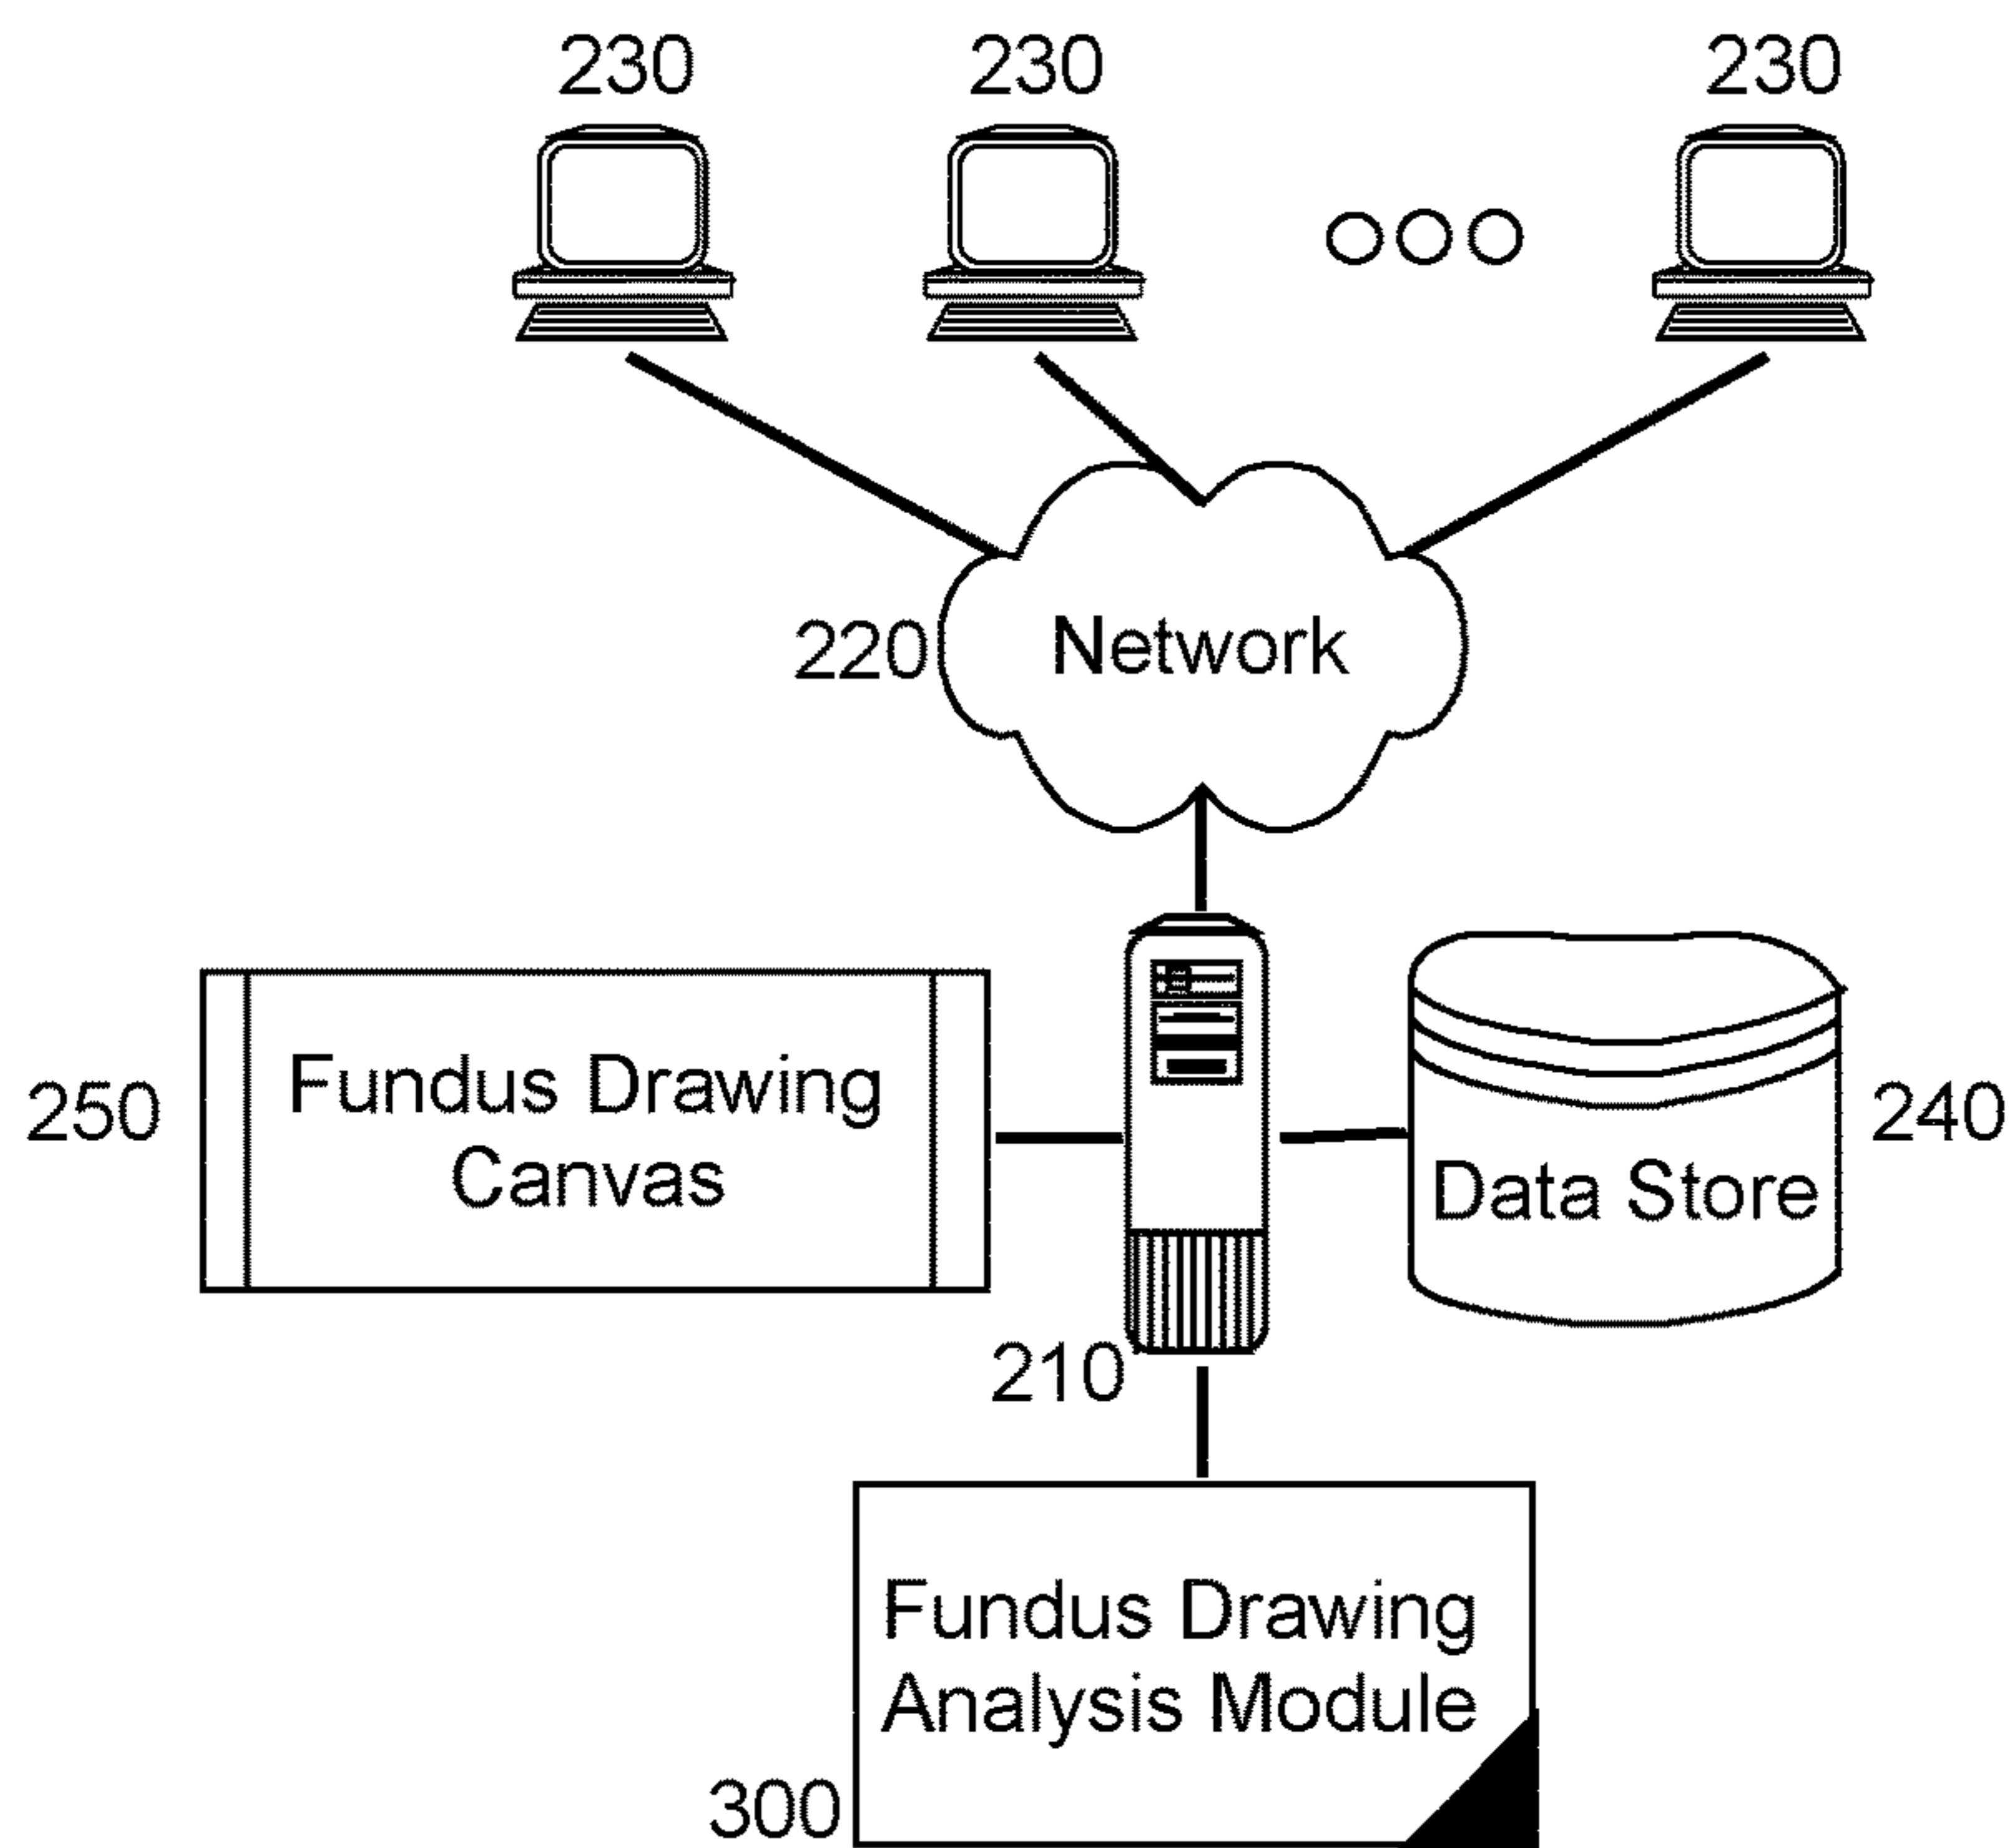 230 230 230
220 Network
250 Fundus Drawing 240
Canvas
Data Store
210
Fundus Drawing
Analysis Module
300